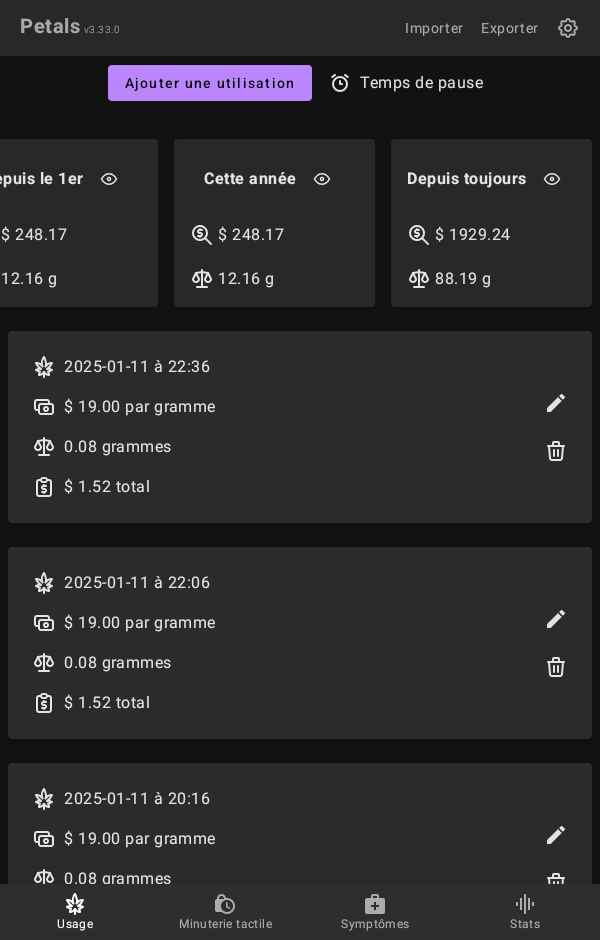 Petals v3.33.0
Importer
Exporter
Ajouter une utilisation
Temps de pause
epuis le 1er
$ 248.17
12.16 g
Cette année
$ 248.17
12.16 g
Depuis toujours
$ 1929.24
88.19 g
2025-01-11 à 22:36
$ 19.00 par gramme
0.08 grammes
$ 1.52 total
2025-01-11 à 22:06
$ 19.00 par gramme
0.08 grammes
$ 1.52 total
2025-01-11 à 20:16
$ 19.00 par gramme
0.08 grammes
Usage
Minuterie tactile
Symptômes
Stats